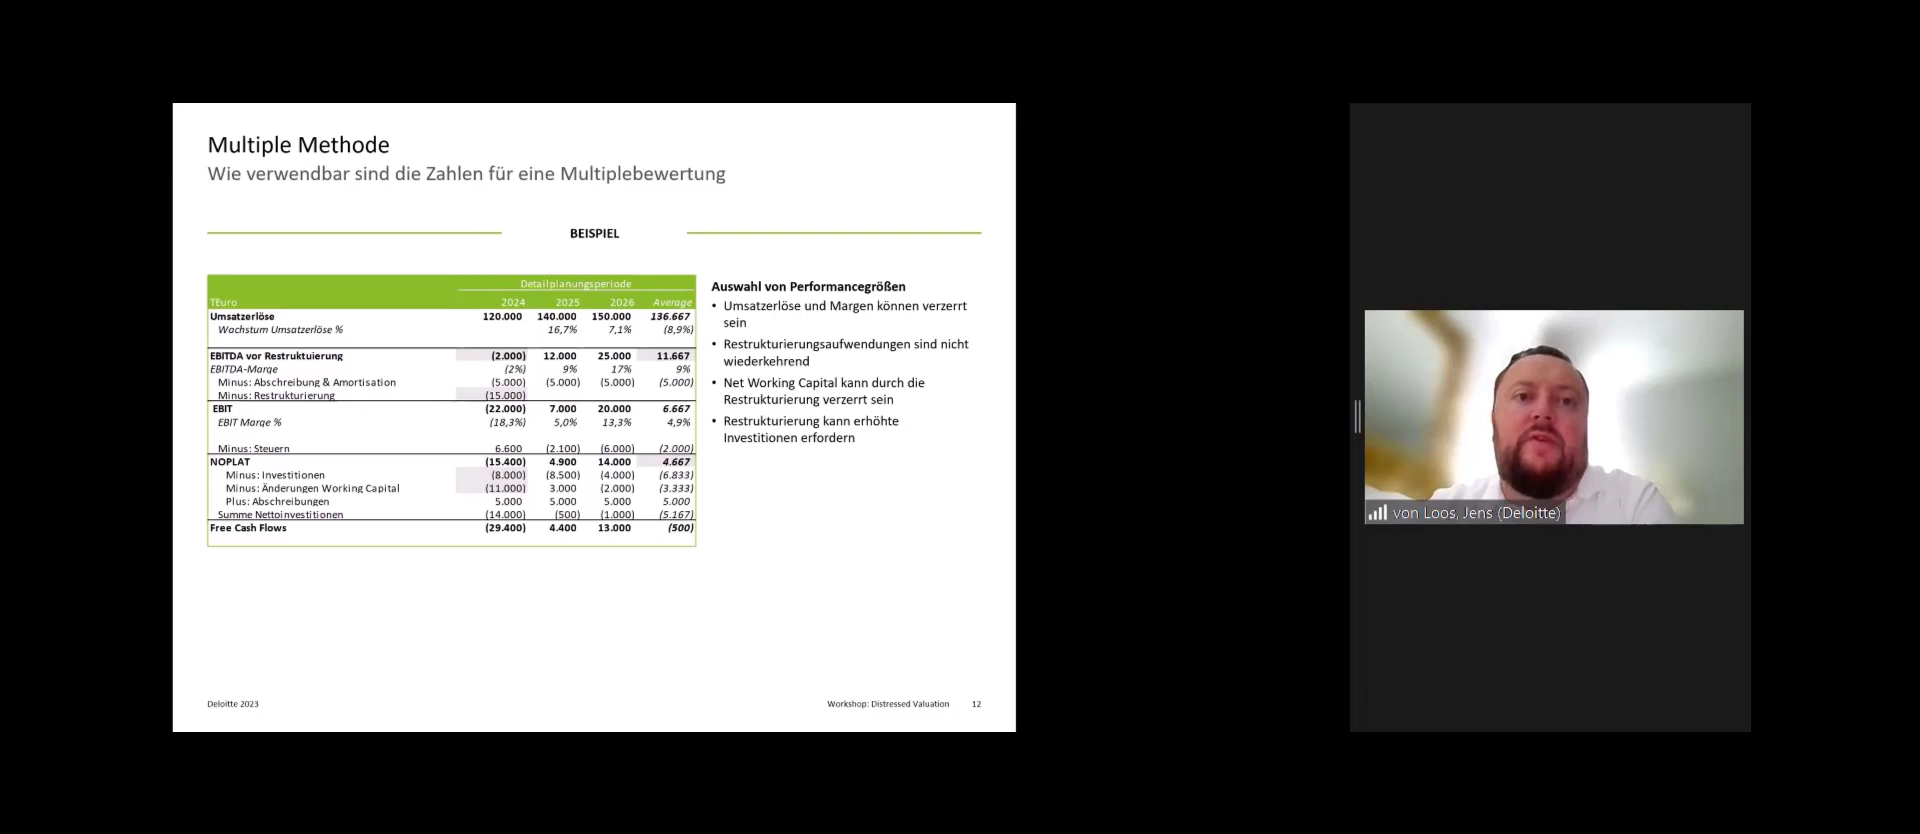 Multiple Methode
Wie verwendbar sind die Zahlen für eine Multiplebewertung
BEISPIEL
Detailplanungsperiode
TEuro 2024 2025 2026 Average
Umsatzerlöse 120.000 140.000 150.000 136.667
Wachstum Umsatzerlöse % 16,7% 7,1% (8,9%)
EBITDA vor Restruktuierung (2.000) 12.000 25.000 11.667
EBITDA-Marge (2%) 9% 17% 9%
Minus: Abschreibung & Amortisation (5.000) (5.000) (5.000) (5.000)
Minus: Restrukturierung (15.000)
EBIT (22.000) 7.000 20.000 6.667
EBIT Marge % (18,3%) 5,0% 13,3% 4,9%
Minus: Steuern 6.600 (2.100) (6.000) (2.000)
NOPLAT (15.400) 4.900 14.000 4.667
Minus: Investitionen (8.000) (8.500) (4.000) (6.833)
Minus: Änderungen Working Capital (11.000) 3.000 (2.000) (3.333)
Plus: Abschreibungen 5.000 5.000 5.000 5.000
Summe Nettoinvestitionen (14.000) (500) (1.000) (5.167)
Free Cash Flows (29.400) 4.400 13.000 (500)
Auswahl von Performancegrößen
• Umsatzerlöse und Margen können verzerrt
sein
• Restrukturierungsaufwendungen sind nicht
wiederkehrend
• Net Working Capital kann durch die
Restrukturierung verzerrt sein
• Restrukturierung kann erhöhte
Investitionen erfordern
von Loos, Jens (Deloitte)
Deloitte 2023
Workshop: Distressed Valuation 12